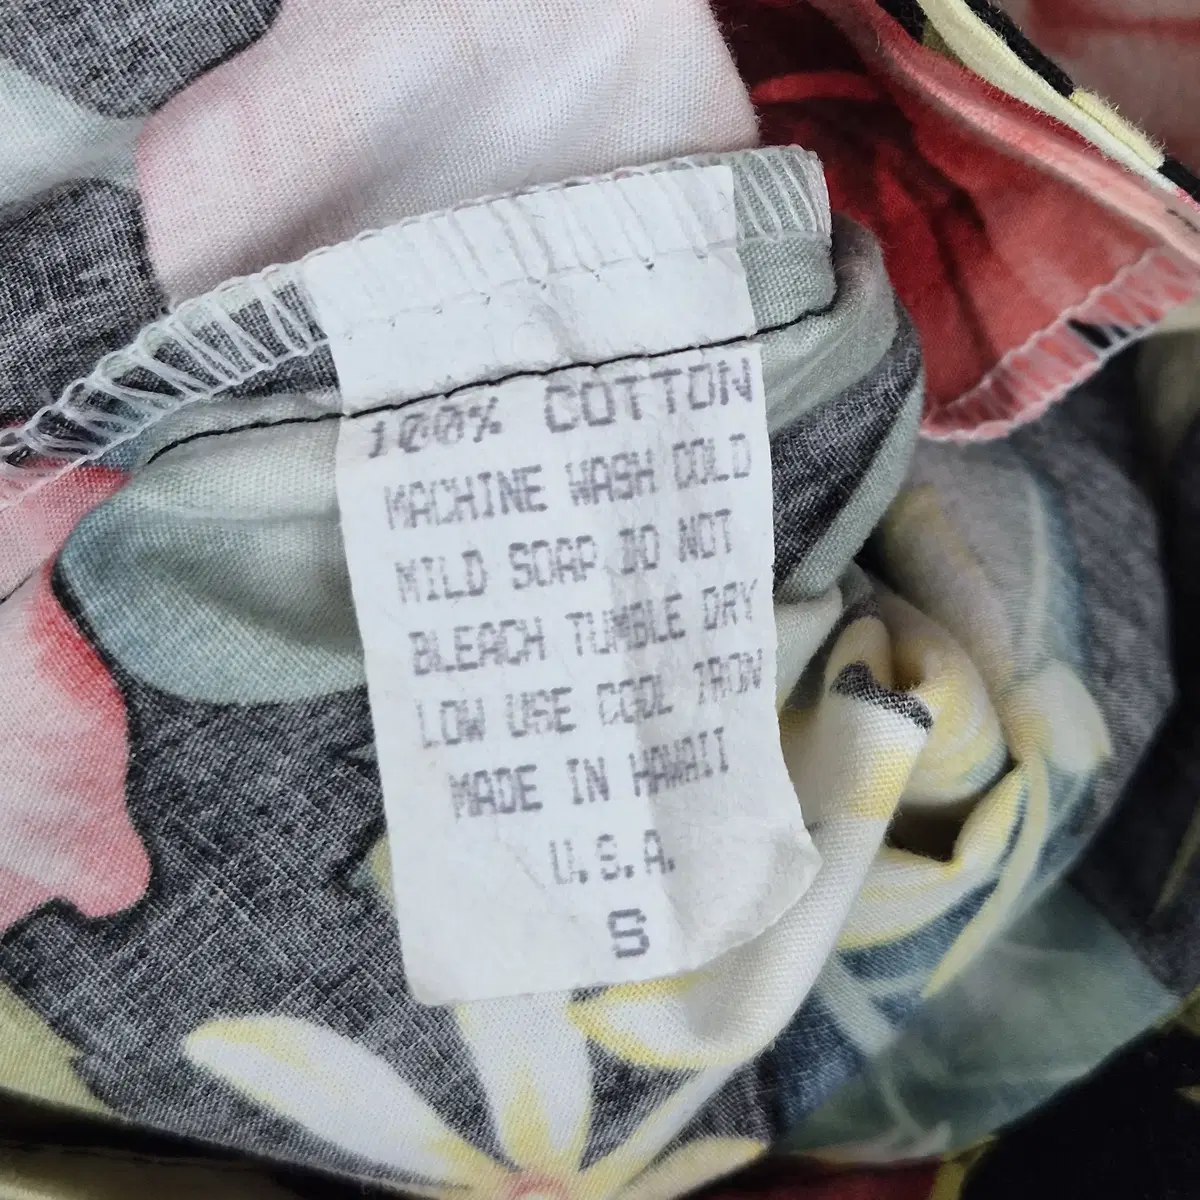 100% COTTON
MACHINE WASH COLD
MILD SOAP DO NOT
BLEACH TUMBLE DRY
LOW USE COOL IRON
MADE IN HAWAII
U.S.A.
S